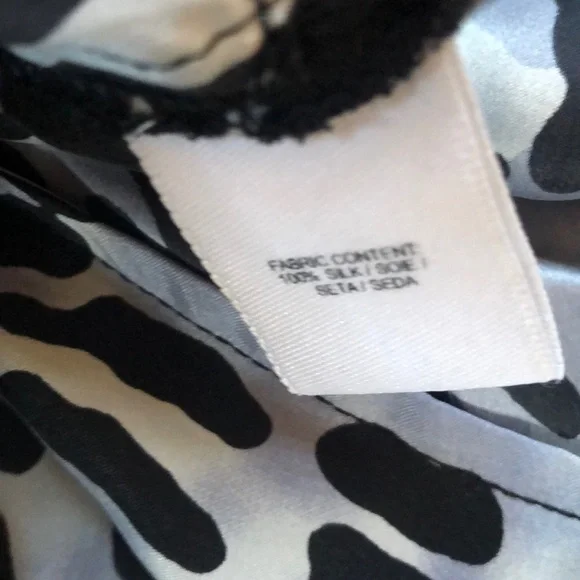 FABRIC CONTENT:
100% SILK / SOIE /
SETA / SEDA